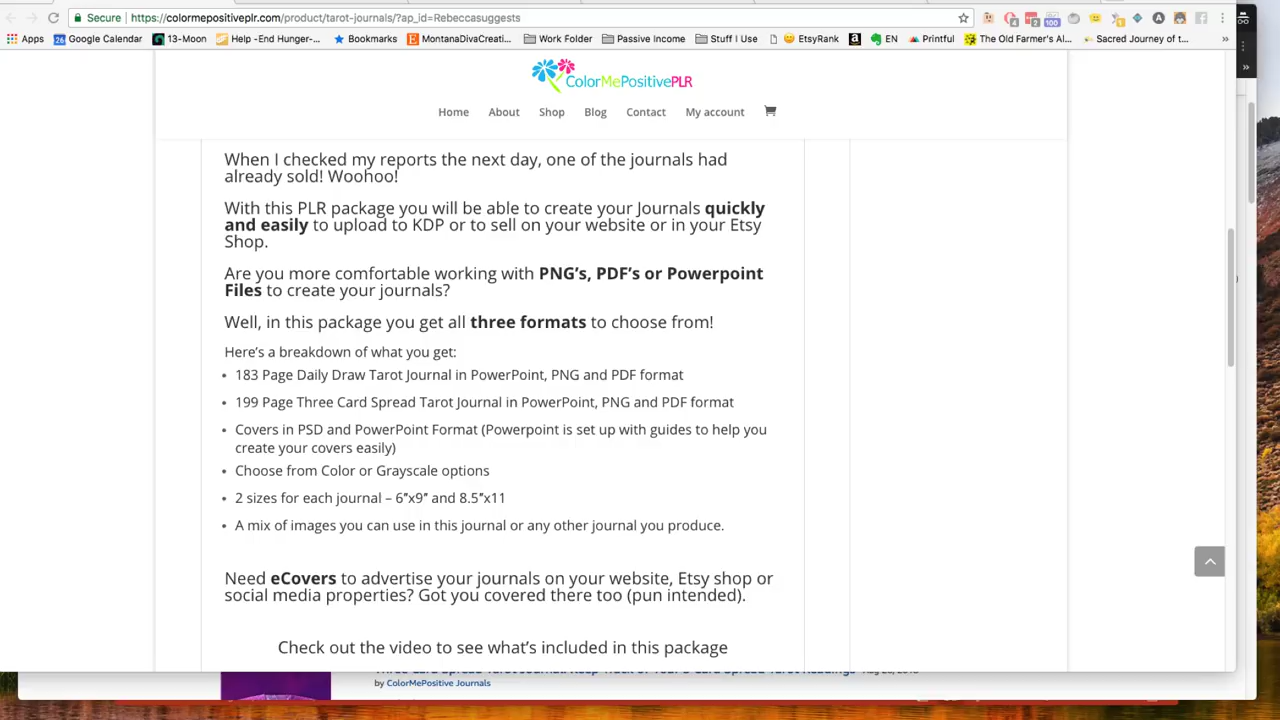 Secure | https://colormepositiveplr.com/product/tarot-journals/?ap_id=Rebeccasuggests
Apps 26 Google Calendar 13-Moon Help -End Hunger-... Bookmarks MontanaDivaCreati... Work Folder Passive Income Stuff I Use EtsyRank a EN Printful The Old Farmer's Al... Sacred Journey of t... »
ColorMePositivePLR
Home About Shop Blog Contact My account
When I checked my reports the next day, one of the journals had
already sold! Woohoo!
With this PLR package you will be able to create your Journals quickly
and easily to upload to KDP or to sell on your website or in your Etsy
Shop.
Are you more comfortable working with PNG's, PDF's or Powerpoint
Files to create your journals?
Well, in this package you get all three formats to choose from!
Here's a breakdown of what you get:
• 183 Page Daily Draw Tarot Journal in PowerPoint, PNG and PDF format
• 199 Page Three Card Spread Tarot Journal in PowerPoint, PNG and PDF format
• Covers in PSD and PowerPoint Format (Powerpoint is set up with guides to help you
create your covers easily)
• Choose from Color or Grayscale options
• 2 sizes for each journal – 6″x9″ and 8.5″x11
• A mix of images you can use in this journal or any other journal you produce.
Need eCovers to advertise your journals on your website, Etsy shop or
social media properties? Got you covered there too (pun intended).
Check out the video to see what's included in this package
by ColorMePositive Journals